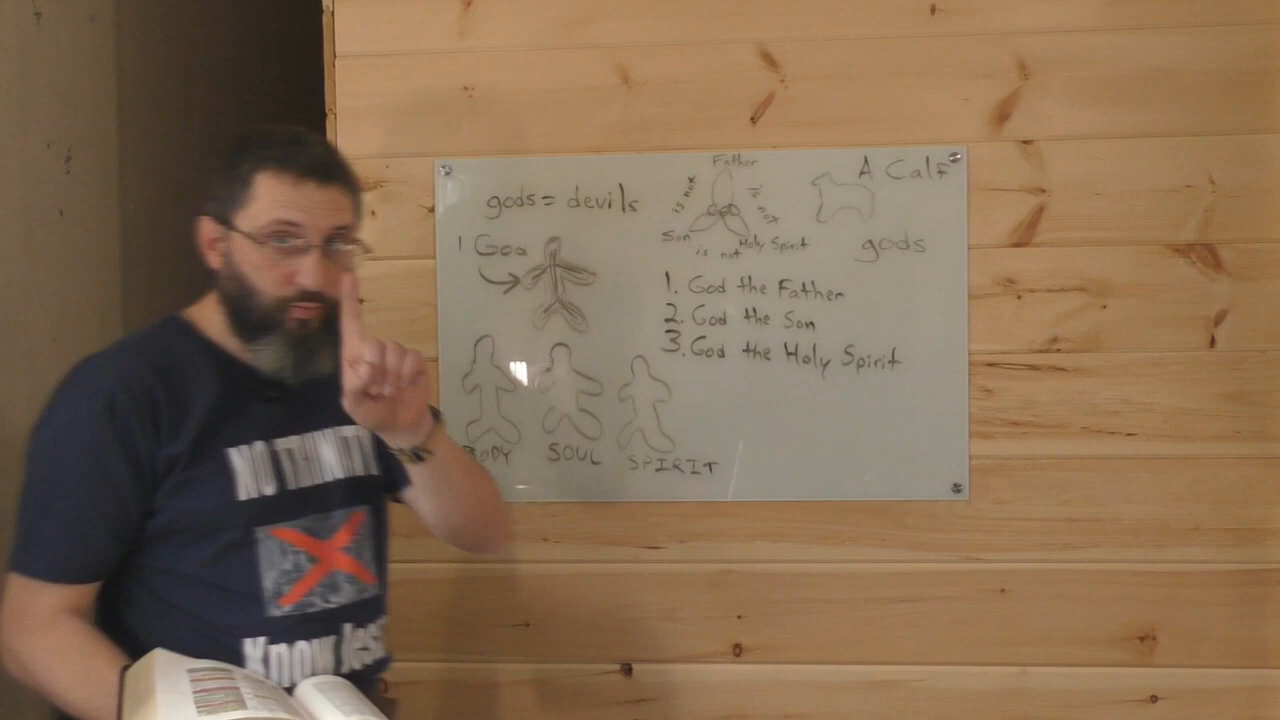 gods = devils
1 God
BODY SOUL SPIRIT
Father
is not
is not
Son
is not
Holy Spirit
A Calf
gods
1. God the Father
2. God the Son
3. God the Holy Spirit
NO TRINITY
Know